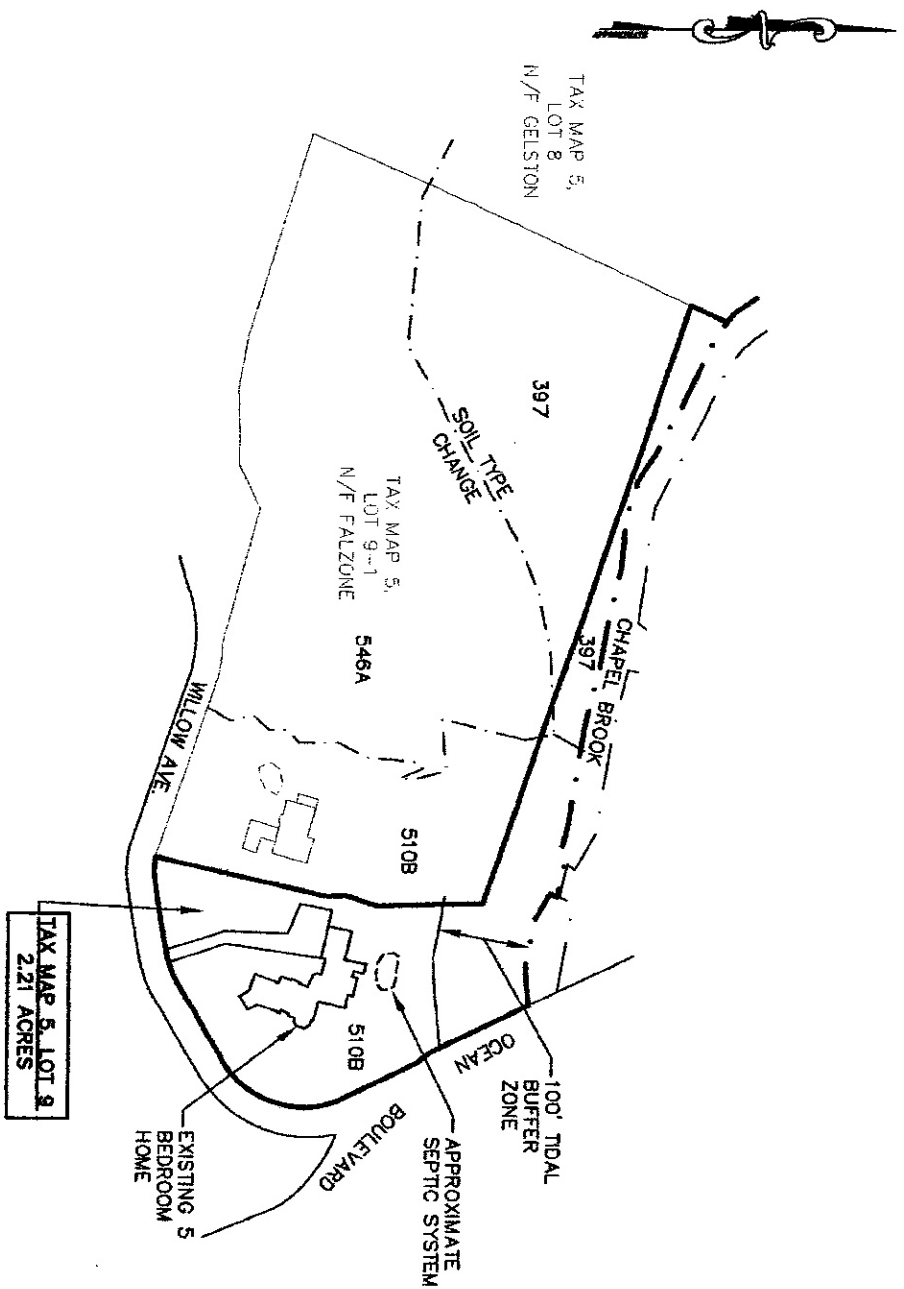 TAX MAP 5,
LOT 8
N/F GELSTON
397
SOIL TYPE
CHANGE
TAX MAP 5,
LOT 9-1
N/F FALZONE
546A
CHAPEL BROOK
397
WILLOW AVE.
510B
510B
OCEAN
BOULEVARD
100' TIDAL
BUFFER
ZONE
APPROXIMATE
SEPTIC SYSTEM
EXISTING 5
BEDROOM
HOME
TAX MAP 5, LOT 9
2.21 ACRES